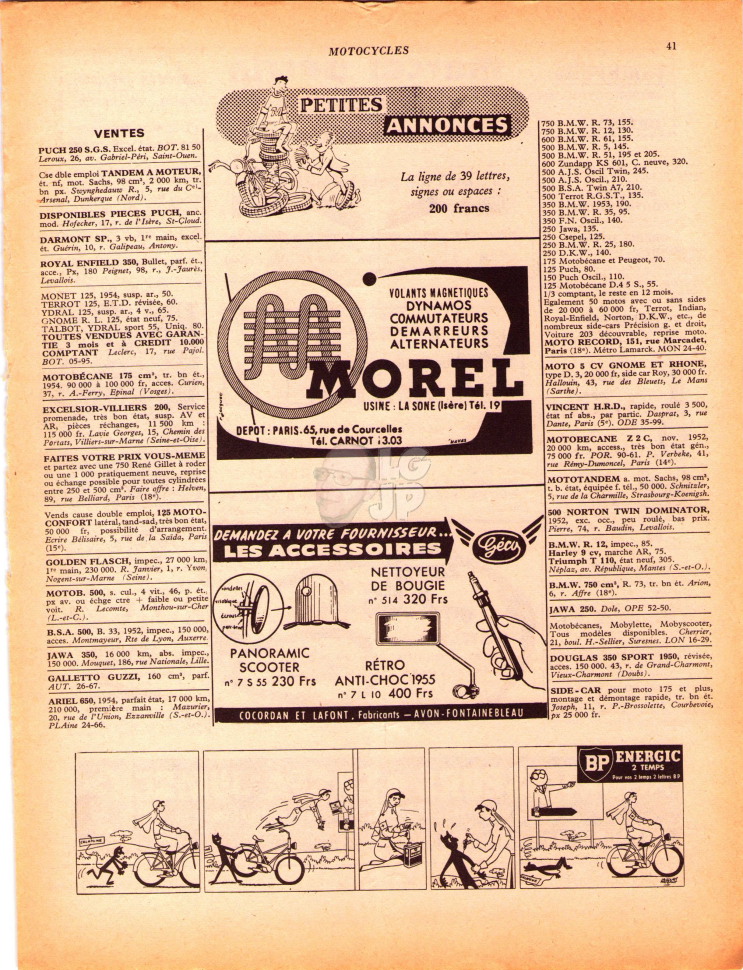 MOTOCYCLES
41
VENTES
PUCH 250 S.G.S. Excel. état. BOT. 81 50
Leroux, 26, av. Gabriel-Péri, Saint-Ouen.
Cse dble emploi TANDEM A MOTEUR,
ét. nf, mot. Sachs, 98 cm³, 2 000 km, tr.
bn px. Swynghedauw R., 5, rue du Cᵃˡ-
Arsenal, Dunkerque (Nord).
DISPONIBLES PIECES PUCH, anc.
mod. Hofecker, 17, r. de l'Isère, St-Cloud.
DARMONT SP., 3 vb, 1ʳᵉ main, excel.
ét. Guérin, 10, r. Galipeau, Antony.
ROYAL ENFIELD 350, Bullet, parf. ét.,
acce., Px, 180 Peignet, 98, r., J.-Jaurès,
Levallois.
MONET 125, 1954, susp. ar., 50.
TERROT 125, E.T.D. révisée, 60.
YDRAL 125, susp. ar., 4 v., 65.
GNOME R. L. 125, état neuf, 75.
TALBOT, YDRAL sport 55, Uniq. 80.
TOUTES VENDUES AVEC GARAN-
TIE 3 mois et à CREDIT 10.000
COMPTANT Leclerc, 17, rue Pajol.
BOT. 05-95.
MOTOBÉCANE 175 cm³, tr. bn ét.,
1954. 90 000 à 100 000 fr., acces. Curien,
37, r. A.-Ferry, Epinal (Vosges).
EXCELSIOR-VILLIERS 200, Service
promenade, très bon état, susp. AV et
AR, pièces réchanges, 11 500 km :
115 000 fr. Lavie Georges, 15, Chemin des
Portats, Villiers-sur-Marne (Seine-et-Oise).
FAITES VOTRE PRIX VOUS-MEME
et partez avec une 750 René Gillet à roder
ou une 1 000 pratiquement neuve, reprise
ou échange possible pour toutes cylindrées
entre 250 et 500 cm³. Faire offre : Helven,
89, rue Belliard, Paris (18ᵉ).
Vends cause double emploi, 125 MOTO-
CONFORT latéral, tand-sad, très bon état,
50 000 fr, possibilité d'arrangement.
Ecrire Bélisaire, 5, rue de la Saïda, Paris
(15ᵉ).
GOLDEN FLASCH, impec., 27 000 km,
1ʳᵉ main, 230 000. R. Janvier, 1, r. Yvon,
Nogent-sur-Marne (Seine).
MOTOB. 500, s. cul., 4 vit., 46, p. ét.,
px av. ou échge ctre + faible ou petite
voit. R. Lecomte, Monthou-sur-Cher
(L.-et-C.).
B.S.A. 500, B. 33, 1952, impec., 150 000,
acces. Montmayeur, Rte de Lyon, Auxerre.
JAWA 350, 16 000 km, abs. impec.,
150 000. Mouquet, 186, rue Nationale, Lille.
GALLETTO GUZZI, 160 cm³, parf.
AUT. 26-67.
ARIEL 650, 1954, parfait état, 17 000 km,
210 000, première main : Mazurier,
20, rue de l'Union, Ezzanville (S.-et-O.).
PLAine 24-66.
PETITES
ANNONCES
La ligne de 39 lettres,
signes ou espaces :
200 francs
VOLANTS MAGNETIQUES
DYNAMOS
COMMUTATEURS
DEMARREURS
ALTERNATEURS
MOREL
USINE : LA SONE (Isère) Tél. 19
DEPOT : PARIS-65, rue de Courcelles
Tél. CARNOT 43.03
LG
JP
DEMANDEZ A VOTRE FOURNISSEUR...
LES ACCESSOIRES
Géco
NETTOYEUR
DE BOUGIE
n° 514 320 Frs
PANORAMIC
SCOOTER
n° 7 S 55 230 Frs
RÉTRO
ANTI-CHOC 1955
n° 7 L 10 400 Frs
COCORDAN ET LAFONT, Fabricants — AVON-FONTAINEBLEAU
750 B.M.W. R. 73, 155.
750 B.M.W. R. 12, 130.
600 B.M.W. R. 61, 155.
500 B.M.W. R. 5, 145.
500 B.M.W. R. 51, 195 et 205.
600 Zundapp KS 601, C. neuve, 320.
500 A.J.S. Oscil Twin, 245.
500 A.J.S. Oscil., 210.
500 B.S.A. Twin A7, 210.
500 Terrot R.G.S.T., 135.
350 B.M.W. 1953, 190.
350 B.M.W. R. 35, 95.
350 F.N. Oscil., 140.
250 Jawa, 135.
250 Csepel, 125.
250 B.M.W. R. 25, 180.
250 D.K.W., 140.
175 Motobécane et Peugeot, 70.
125 Puch, 80.
150 Puch Oscil., 110.
125 Motobécane D.4 5 S., 55.
1/3 comptant, le reste en 12 mois.
Egalement 50 motos avec ou sans sides
de 20 000 à 60 000 fr, Terrot, Indian,
Royal-Enfield, Norton, D.K.W., etc., de
nombreux side-cars Précision g. et droit,
Voiture 203 découvrable, reprise moto.
MOTO RECORD, 151, rue Marcadet,
Paris (18ᵉ). Métro Lamarck. MON 24-40.
MOTO 5 CV GNOME ET RHONE,
type D. 3, 20 000 fr, side car Roy, 30 000 fr.
Hallouin, 43, rue des Bleuets, Le Mans
(Sarthe).
VINCENT H.R.D., rapide, roulé 3 500,
état nf abs., par partic. Dasprat, 3, rue
Dante, Paris (5ᵉ). ODE 35-99.
MOTOBECANE Z 2 C, nov. 1952,
20 000 km, access., très bon état gén.,
75 000 fr. POR. 90-61. P. Verbeke, 41,
rue Rémy-Dumoncel, Paris (14ᵉ).
MOTOTANDEM a. mot. Sachs, 98 cm³,
t. b. état, équipée f. tél., 50 000. Schnitzler,
5, rue de la Charmille, Strasbourg-Koenigsh.
500 NORTON TWIN DOMINATOR,
1952, exc. occ., peu roulé, bas prix.
Pierre, 74, r. Baudin, Levallois.
B.M.W. R. 12, impec., 85.
Harley 9 cv, marche AR, 75.
Triumph T 110, état neuf, 305.
Néplaz, av. République, Mantes (S.-et-O.).
B.M.W. 750 cm³, R. 73, tr. bn ét. Arion,
6, r. Affre (18ᵉ).
JAWA 250. Dole, OPE 52-50.
Motobécanes, Mobylette, Mobyscooter,
Tous modèles disponibles. Cherrier,
21, boul. H.-Sellier, Suresnes. LON 16-29.
DOUGLAS 350 SPORT 1950, révisée,
acces. 150 000. 43, r. de Grand-Charmont,
Vieux-Charmont (Doubs).
SIDE-CAR pour moto 175 et plus,
montage et démontage rapide, tr. bn ét.
Joseph, 11, r. P.-Brossolette, Courbevoie,
px 25 000 fr.
BP
ENERGIC
2 TEMPS
Pour vos 2 temps 2 lettres BP